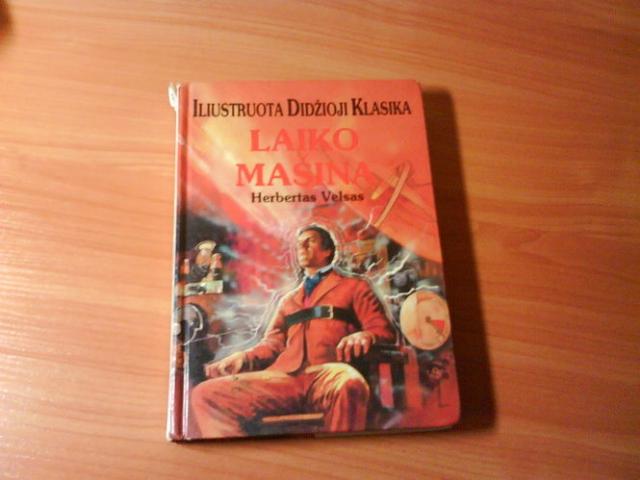 ILIUSTRUOTA DIDŽIOJI KLASIKA
LAIKO
MAŠINA
Herbertas Velsas